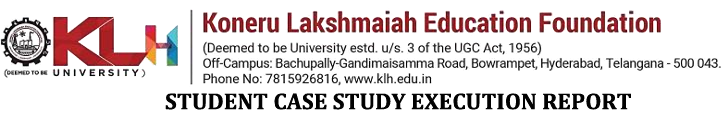 KLH
(DEEMED TO BE UNIVERSITY)
Koneru Lakshmaiah Education Foundation
(Deemed to be University estd. u/s. 3 of the UGC Act, 1956)
Off-Campus: Bachupally-Gandimaisamma Road, Bowrampet, Hyderabad, Telangana - 500 043.
Phone No: 7815926816, www.klh.edu.in
STUDENT CASE STUDY EXECUTION REPORT